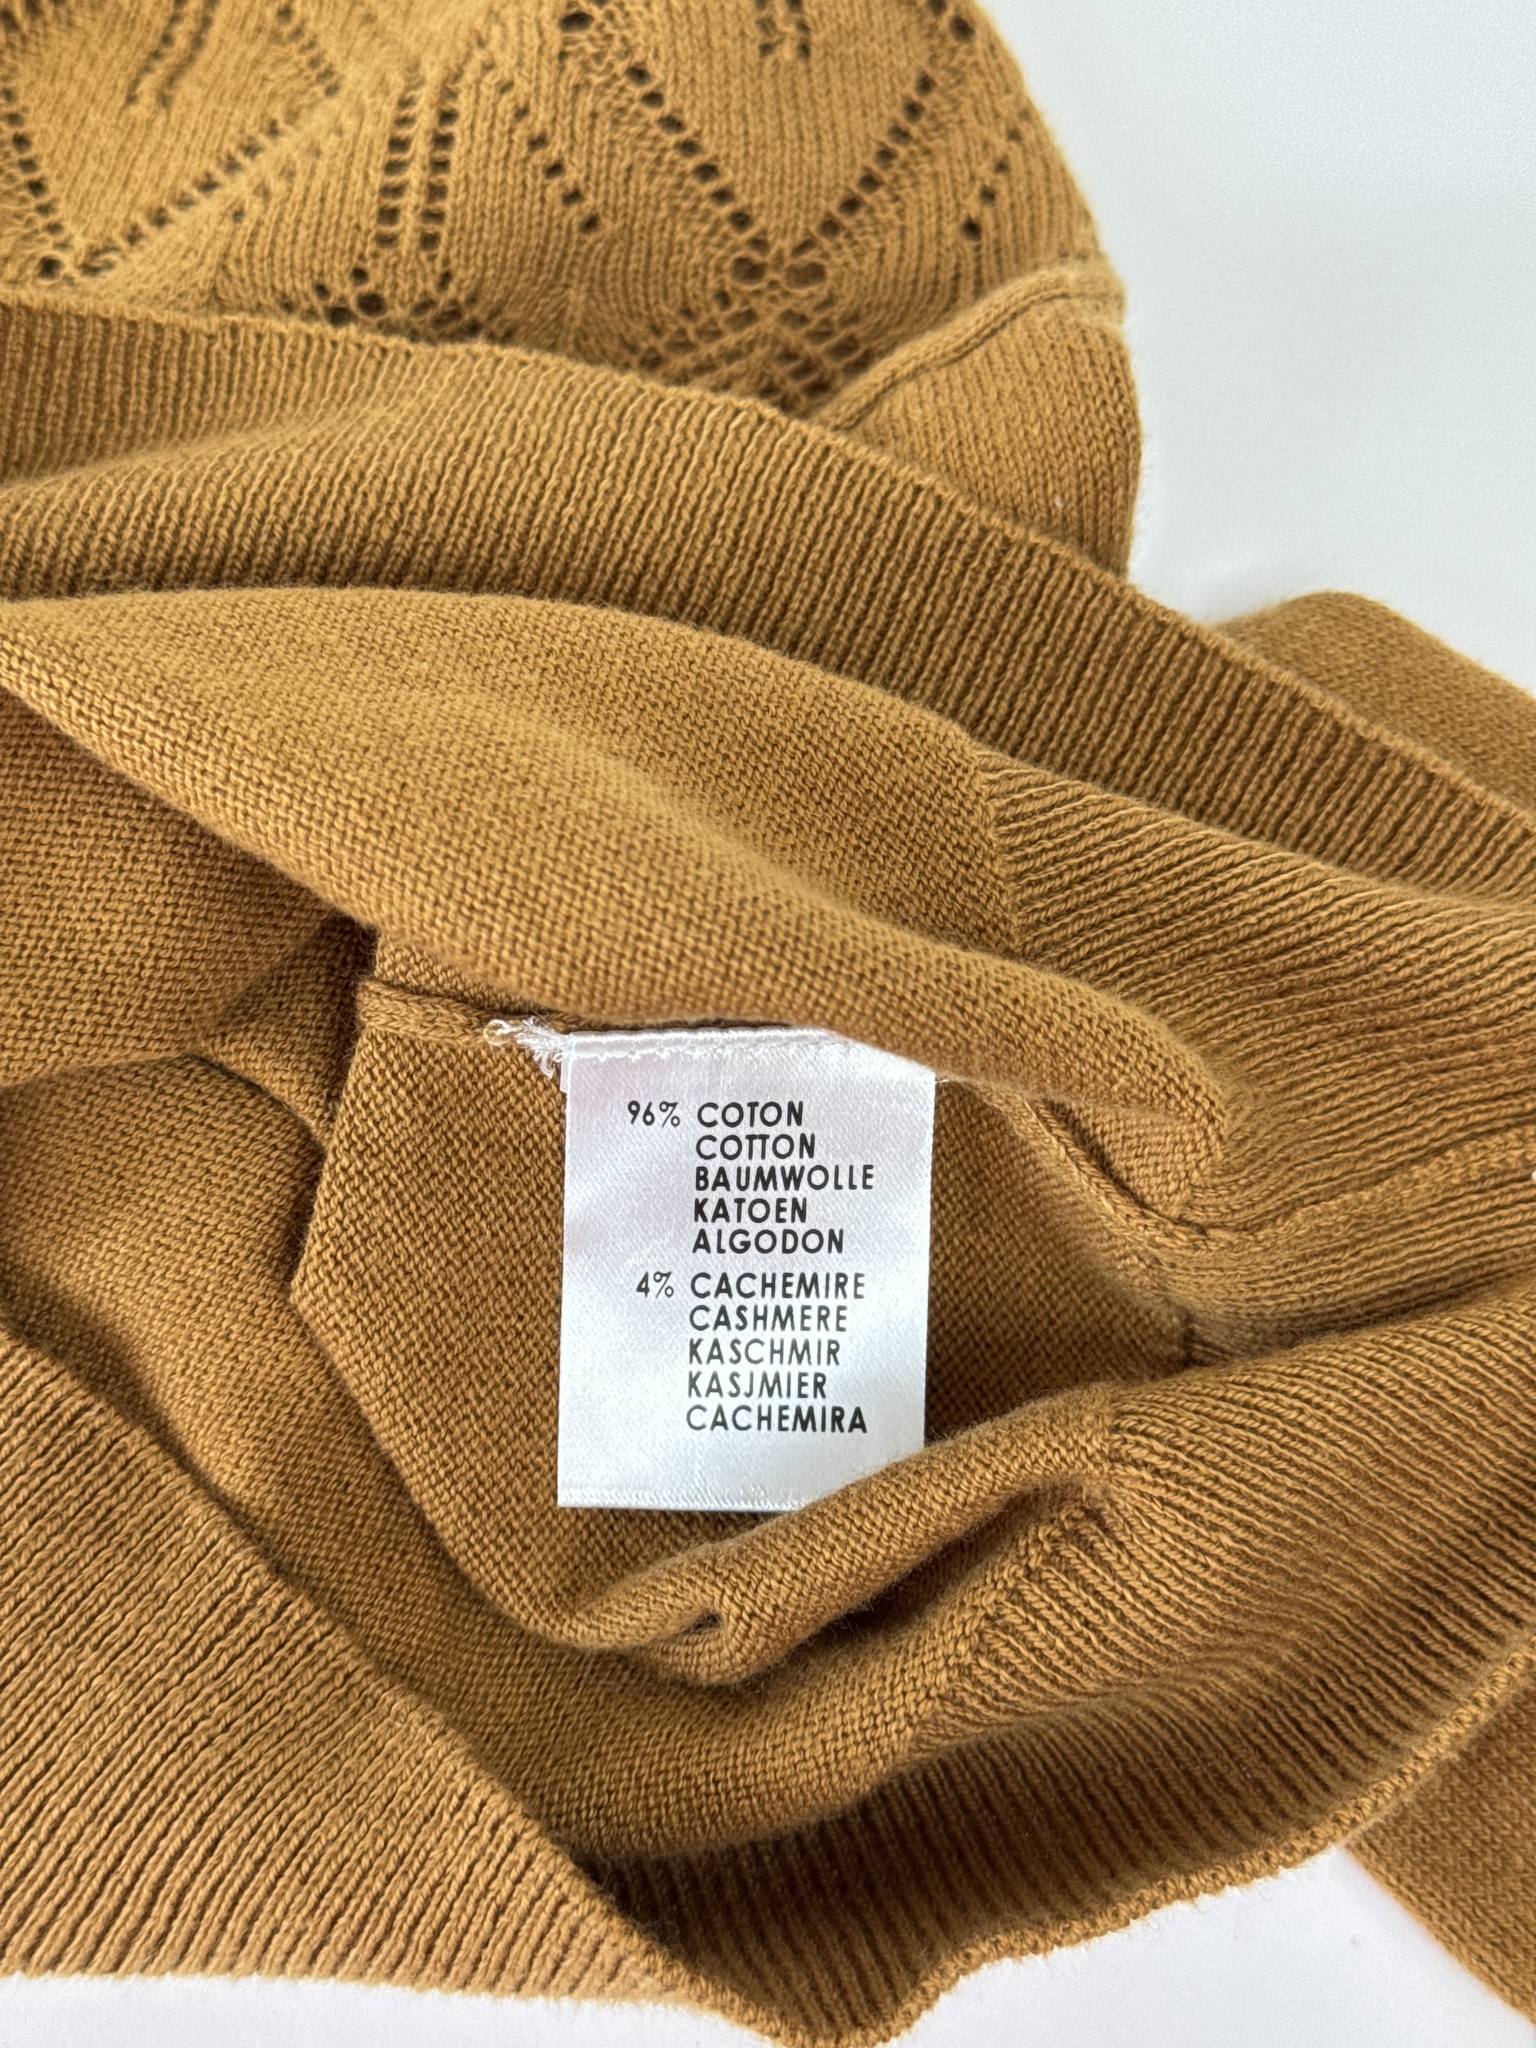 96% COTON
COTTON
BAUMWOLLE
KATOEN
ALGODON
4% CACHEMIRE
CASHMERE
KASCHMIR
KASJMIER
CACHEMIRA